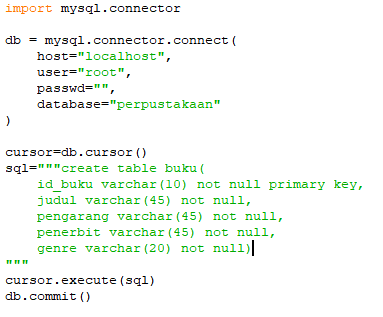 import mysql.connector

db = mysql.connector.connect(
    host="localhost",
    user="root",
    passwd="",
    database="perpustakaan"
)

cursor=db.cursor()
sql="""create table buku(
    id_buku varchar(10) not null primary key,
    judul varchar(45) not null,
    pengarang varchar(45) not null,
    penerbit varchar(45) not null,
    genre varchar(20) not null)
"""
cursor.execute(sql)
db.commit()